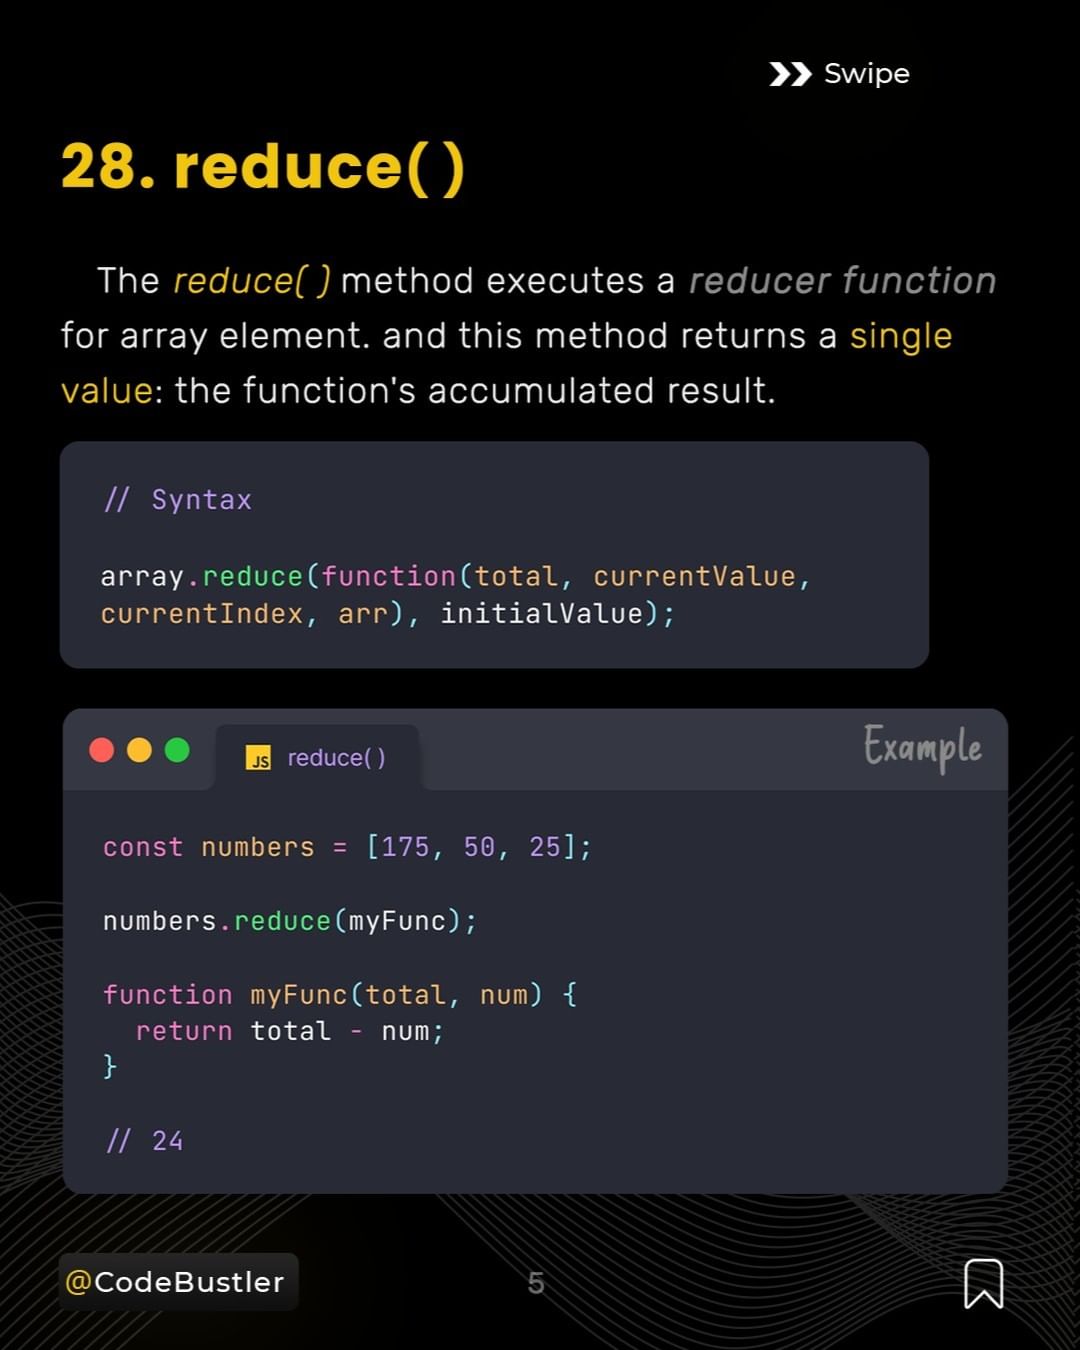 Swipe
28. reduce( )
The reduce( ) method executes a reducer function
for array element. and this method returns a single
value: the function's accumulated result.
// Syntax
array.reduce(function(total, currentValue,
currentIndex, arr), initialValue);
JS reduce( )
Example
const numbers = [175, 50, 25];
numbers.reduce(myFunc);
function myFunc(total, num) {
  return total - num;
}
// 24
@CodeBustler
5